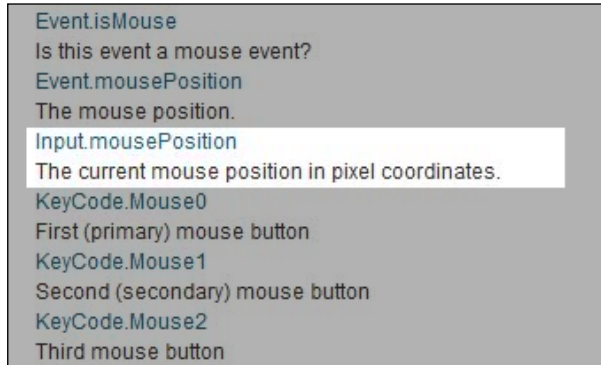 Event.isMouse
Is this event a mouse event?
Event.mousePosition
The mouse position.
Input.mousePosition
The current mouse position in pixel coordinates.
KeyCode.Mouse0
First (primary) mouse button
KeyCode.Mouse1
Second (secondary) mouse button
KeyCode.Mouse2
Third mouse button